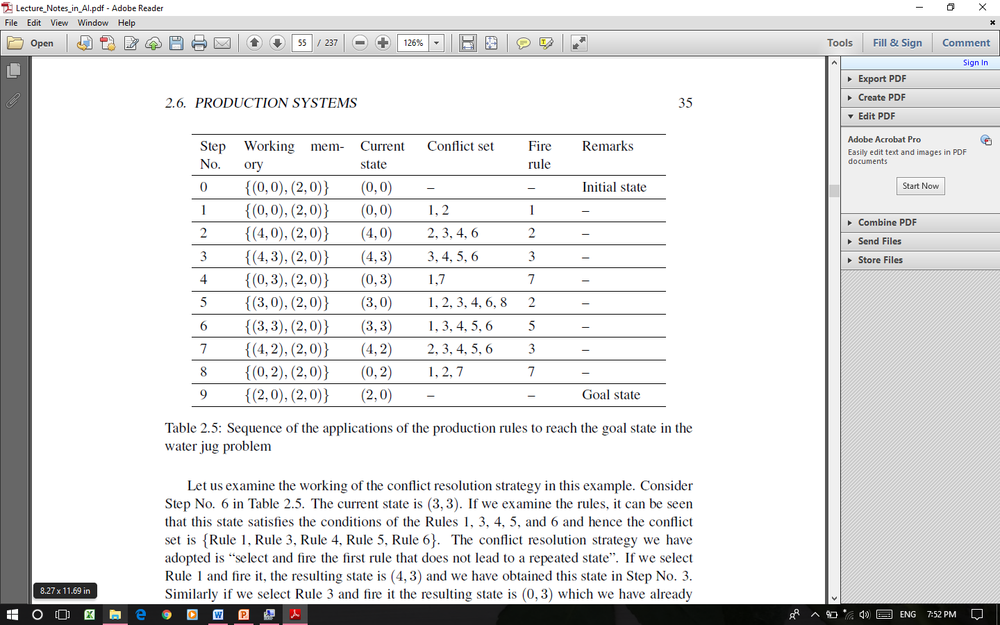 Lecture_Notes_in_AI.pdf - Adobe Reader
File Edit View Window Help
Open 55 / 237 126% Tools Fill & Sign Comment
Sign In
Export PDF
Create PDF
Edit PDF
Adobe Acrobat Pro
Easily edit text and images in PDF
documents
Start Now
Combine PDF
Send Files
Store Files
2.6. PRODUCTION SYSTEMS 35
Step Working mem- Current Conflict set Fire Remarks
No. ory state rule
0 {(0, 0), (2, 0)} (0, 0) – – Initial state
1 {(0, 0), (2, 0)} (0, 0) 1, 2 1 –
2 {(4, 0), (2, 0)} (4, 0) 2, 3, 4, 6 2 –
3 {(4, 3), (2, 0)} (4, 3) 3, 4, 5, 6 3 –
4 {(0, 3), (2, 0)} (0, 3) 1,7 7 –
5 {(3, 0), (2, 0)} (3, 0) 1, 2, 3, 4, 6, 8 2 –
6 {(3, 3), (2, 0)} (3, 3) 1, 3, 4, 5, 6 5 –
7 {(4, 2), (2, 0)} (4, 2) 2, 3, 4, 5, 6 3 –
8 {(0, 2), (2, 0)} (0, 2) 1, 2, 7 7 –
9 {(2, 0), (2, 0)} (2, 0) – – Goal state
Table 2.5: Sequence of the applications of the production rules to reach the goal state in the
water jug problem
Let us examine the working of the conflict resolution strategy in this example. Consider
Step No. 6 in Table 2.5. The current state is (3, 3). If we examine the rules, it can be seen
that this state satisfies the conditions of the Rules 1, 3, 4, 5, and 6 and hence the conflict
set is {Rule 1, Rule 3, Rule 4, Rule 5, Rule 6}. The conflict resolution strategy we have
adopted is “select and fire the first rule that does not lead to a repeated state”. If we select
Rule 1 and fire it, the resulting state is (4, 3) and we have obtained this state in Step No. 3.
Similarly if we select Rule 3 and fire it the resulting state is (0, 3) which we have already
8.27 x 11.69 in
ENG 7:52 PM